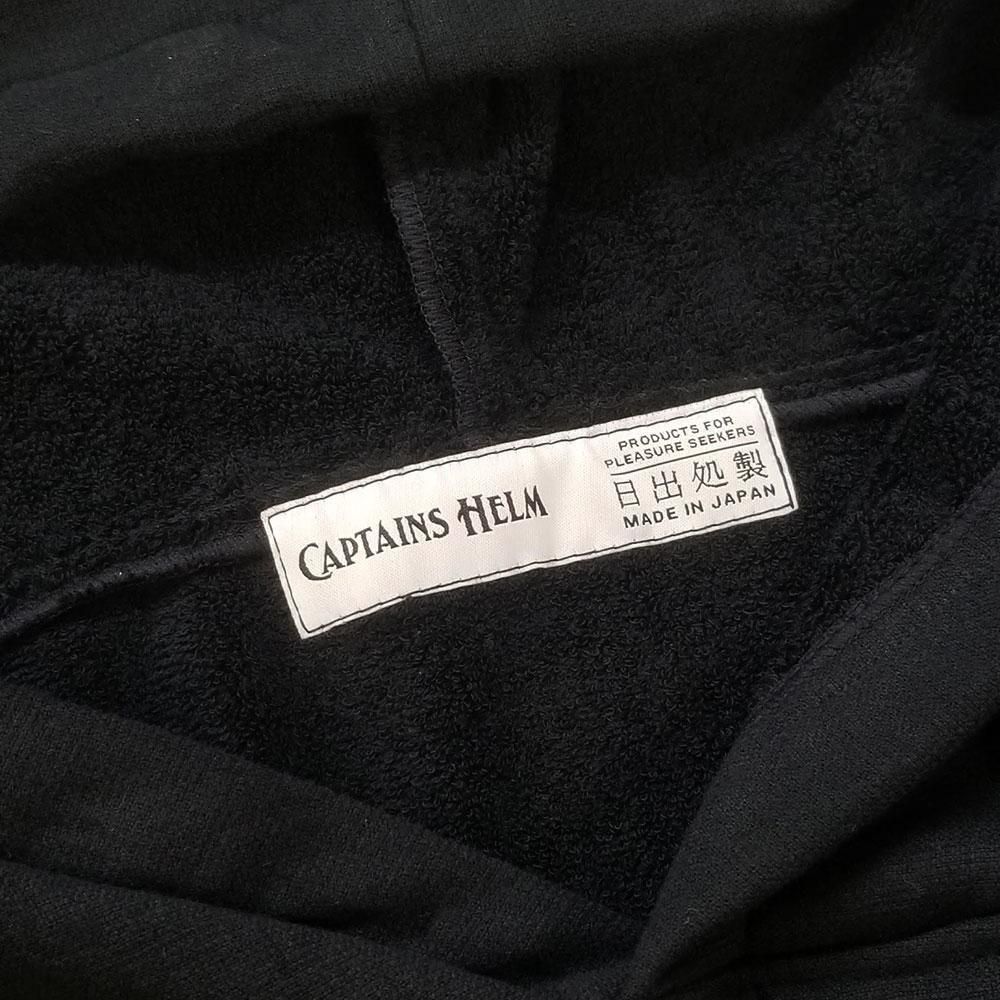 CAPTAINS HELM
PRODUCTS FOR
PLEASURE SEEKERS
日出処製
MADE IN JAPAN